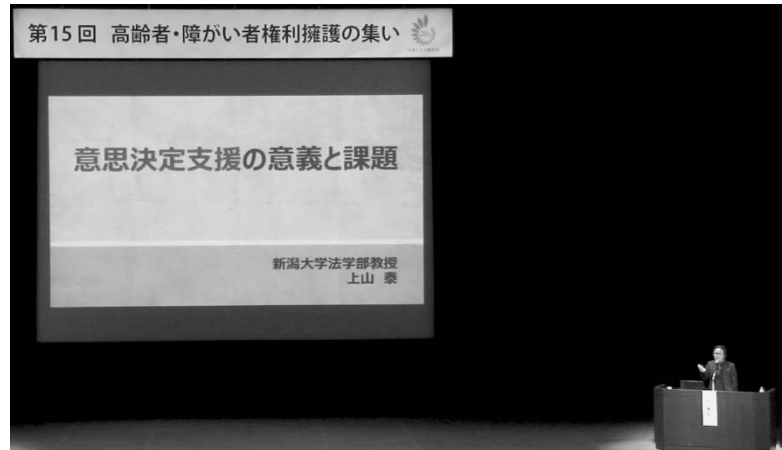 第15回 高齢者・障がい者権利擁護の集い
意思決定支援の意義と課題
新潟大学法学部教授
上山 泰